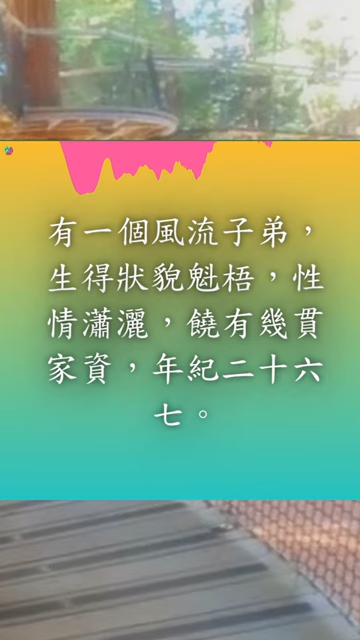 有一個風流子弟，
生得狀貌魁梧，性
情瀟灑，饒有幾貫
家資，年紀二十六
七。